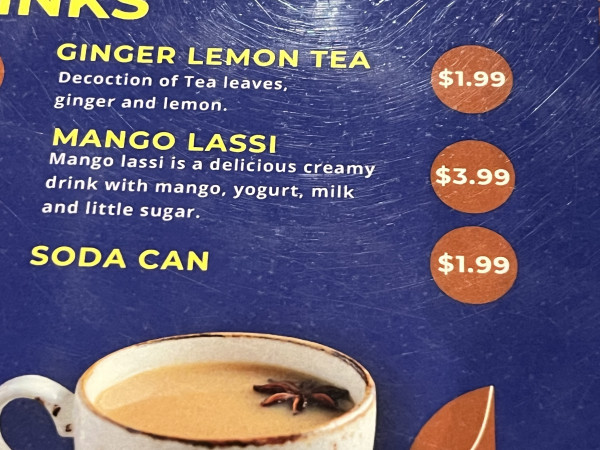 INKS
GINGER LEMON TEA
$1.99
Decoction of Tea leaves,
ginger and lemon.
MANGO LASSI
$3.99
Mango lassi is a delicious creamy
drink with mango, yogurt, milk
and little sugar.
SODA CAN
$1.99